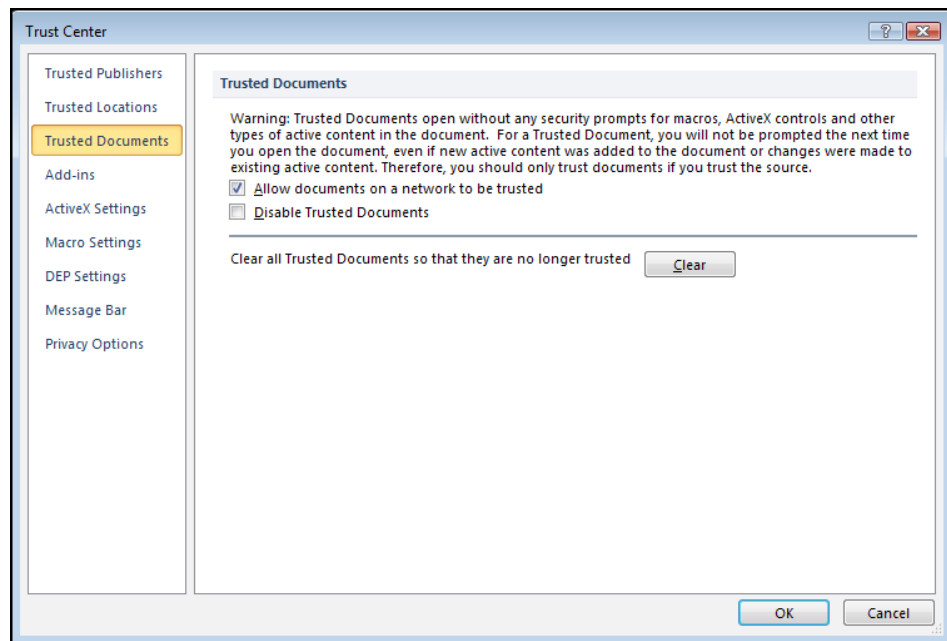 Trust Center
Trusted Publishers
Trusted Locations
Trusted Documents
Add-ins
ActiveX Settings
Macro Settings
DEP Settings
Message Bar
Privacy Options
Trusted Documents
Warning: Trusted Documents open without any security prompts for macros, ActiveX controls and other
types of active content in the document.  For a Trusted Document, you will not be prompted the next time
you open the document, even if new active content was added to the document or changes were made to
existing active content. Therefore, you should only trust documents if you trust the source.
Allow documents on a network to be trusted
Disable Trusted Documents
Clear all Trusted Documents so that they are no longer trusted
Clear
OK
Cancel